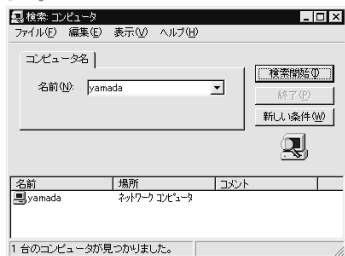 検索: コンピュータ
ファイル(F) 編集(E) 表示(V) ヘルプ(H)
コンピュータ名
名前(N): yamada
検索開始(I)
終了(P)
新しい条件(W)
名前 場所 コメント
yamada ネットワーク コンピュータ
1 台のコンピュータが見つかりました。